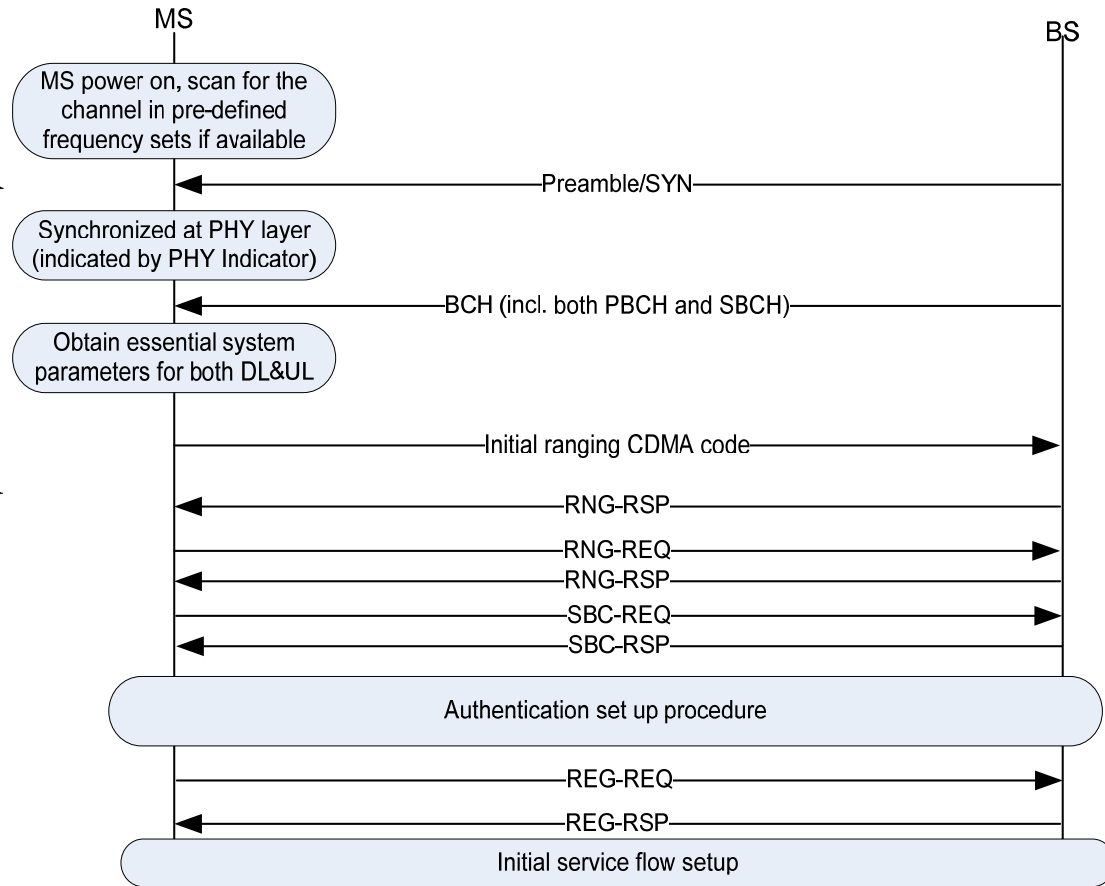 MS
BS
MS power on, scan for the
channel in pre-defined
frequency sets if available
Preamble/SYN
Synchronized at PHY layer
(indicated by PHY Indicator)
BCH (incl. both PBCH and SBCH)
Obtain essential system
parameters for both DL&UL
Initial ranging CDMA code
RNG-RSP
RNG-REQ
RNG-RSP
SBC-REQ
SBC-RSP
Authentication set up procedure
REG-REQ
REG-RSP
Initial service flow setup